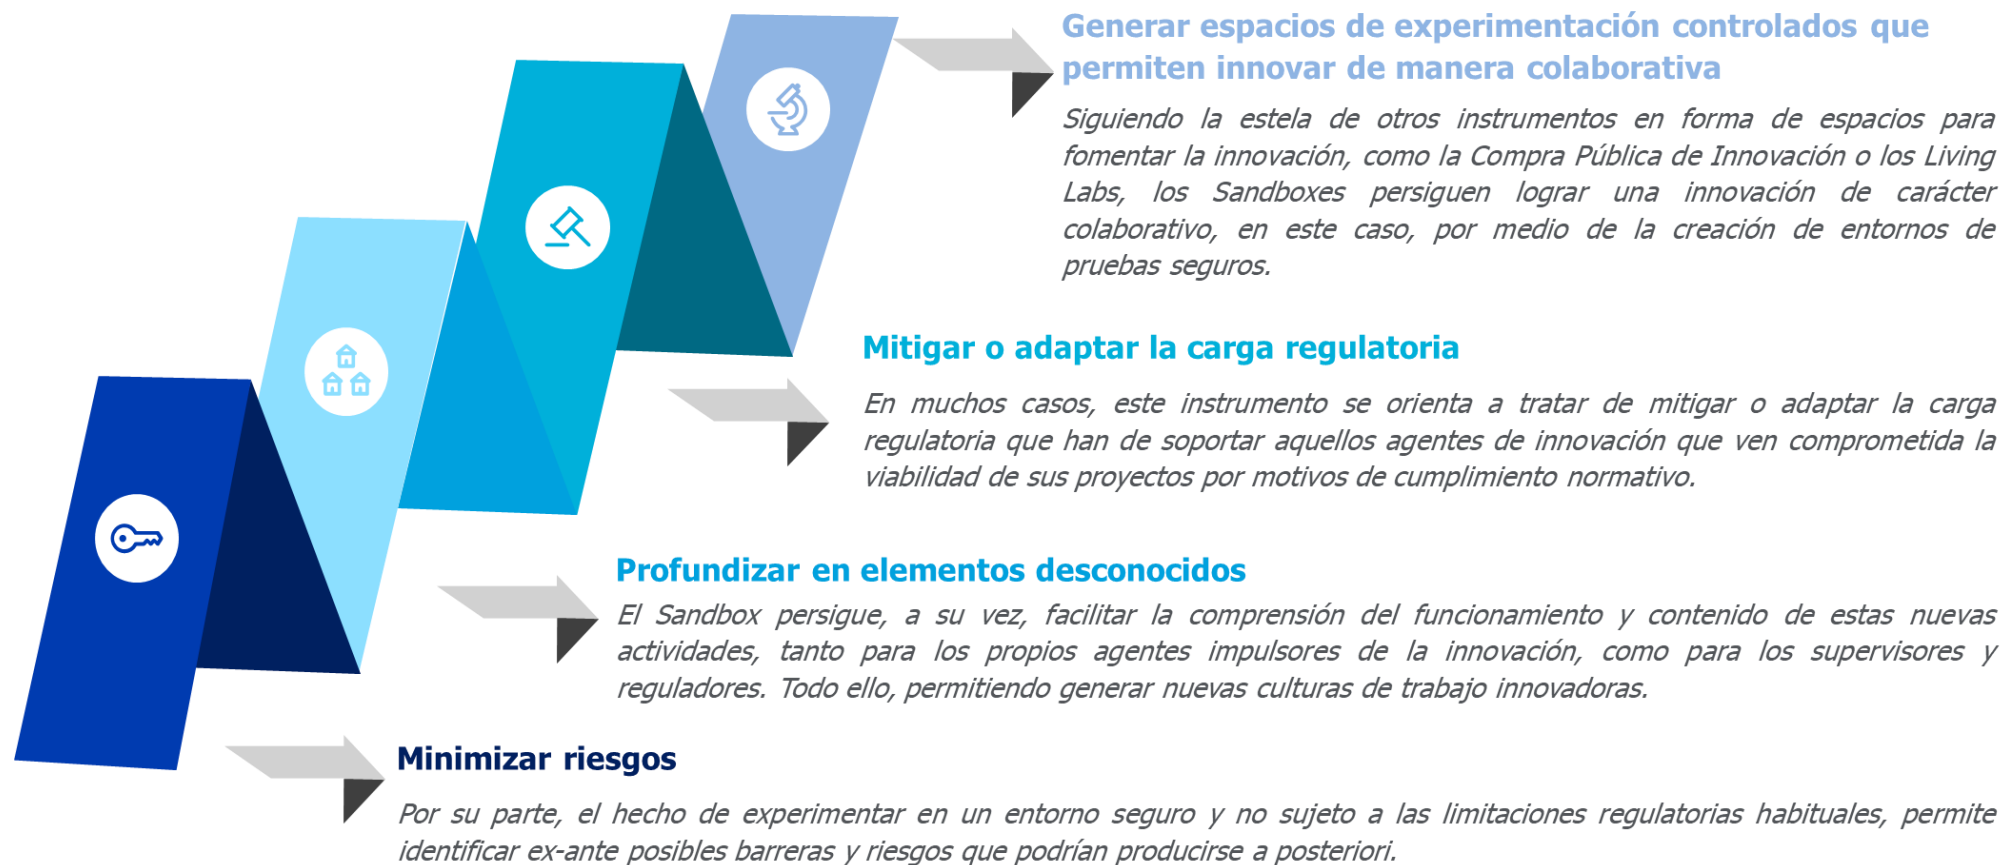 Generar espacios de experimentación controlados que
permiten innovar de manera colaborativa
Siguiendo la estela de otros instrumentos en forma de espacios para
fomentar la innovación, como la Compra Pública de Innovación o los Living
Labs, los Sandboxes persiguen lograr una innovación de carácter
colaborativo, en este caso, por medio de la creación de entornos de
pruebas seguros.
Mitigar o adaptar la carga regulatoria
En muchos casos, este instrumento se orienta a tratar de mitigar o adaptar la carga
regulatoria que han de soportar aquellos agentes de innovación que ven comprometida la
viabilidad de sus proyectos por motivos de cumplimiento normativo.
Profundizar en elementos desconocidos
El Sandbox persigue, a su vez, facilitar la comprensión del funcionamiento y contenido de estas nuevas
actividades, tanto para los propios agentes impulsores de la innovación, como para los supervisores y
reguladores. Todo ello, permitiendo generar nuevas culturas de trabajo innovadoras.
Minimizar riesgos
Por su parte, el hecho de experimentar en un entorno seguro y no sujeto a las limitaciones regulatorias habituales, permite
identificar ex-ante posibles barreras y riesgos que podrían producirse a posteriori.